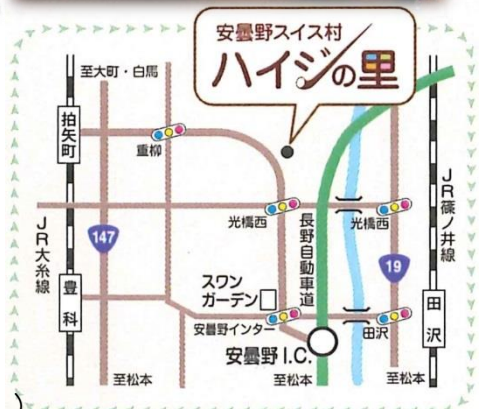 安曇野スイス村
ハイジの里
至大町・白馬
拍矢町
重柳
光橋西
光橋西
JR篠ノ井線
JR大糸線
147
長野自動車道
19
豊科
スワン
ガーデン
安曇野インター
田沢
田沢
安曇野I.C.
至松本
至松本
至松本